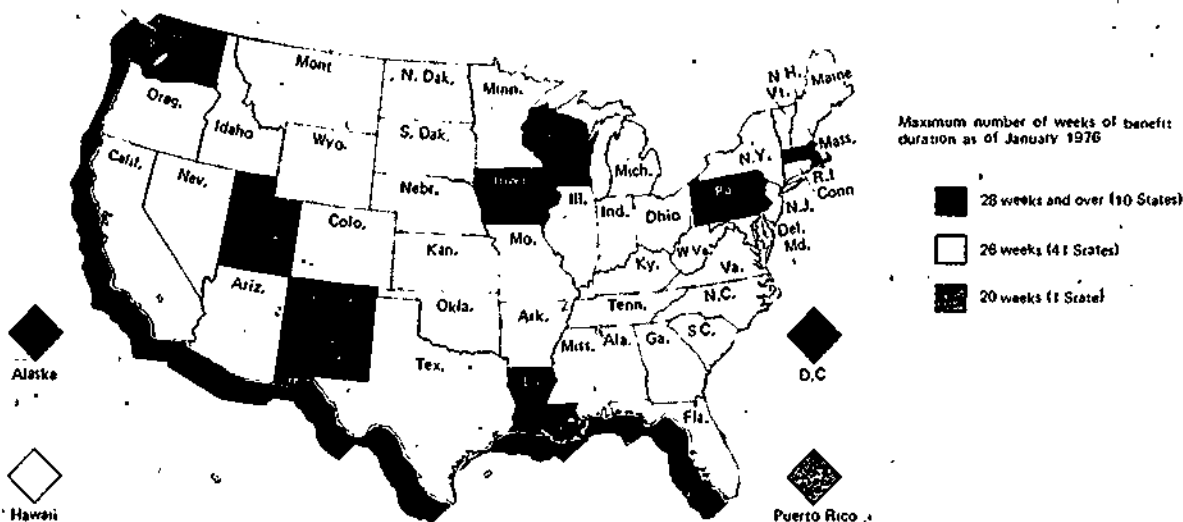 Mont
N. Dak.
Minn.
N H.
Vt.
Maine
Oreg.
Idaho
Wyo.
S. Dak.
Mich.
N.Y.
Mass.
R.I
Conn
Calif.
Nev.
Nebr.
Iowa
Ill.
Ind.
Ohio
Pa
N.J.
Del.
Md.
Colo.
Kan.
Mo.
Ky.
W Va.
Va.
Ariz.
Okla.
Ark.
Tenn.
N.C.
Tex.
Miss.
Ala.
Ga.
S C.
Fla.
Alaska
Hawaii
D.C
Puerto Rico
Maximum number of weeks of benefit
duration as of January 1976
28 weeks and over (10 States)
26 weeks (41 States)
20 weeks (1 State)